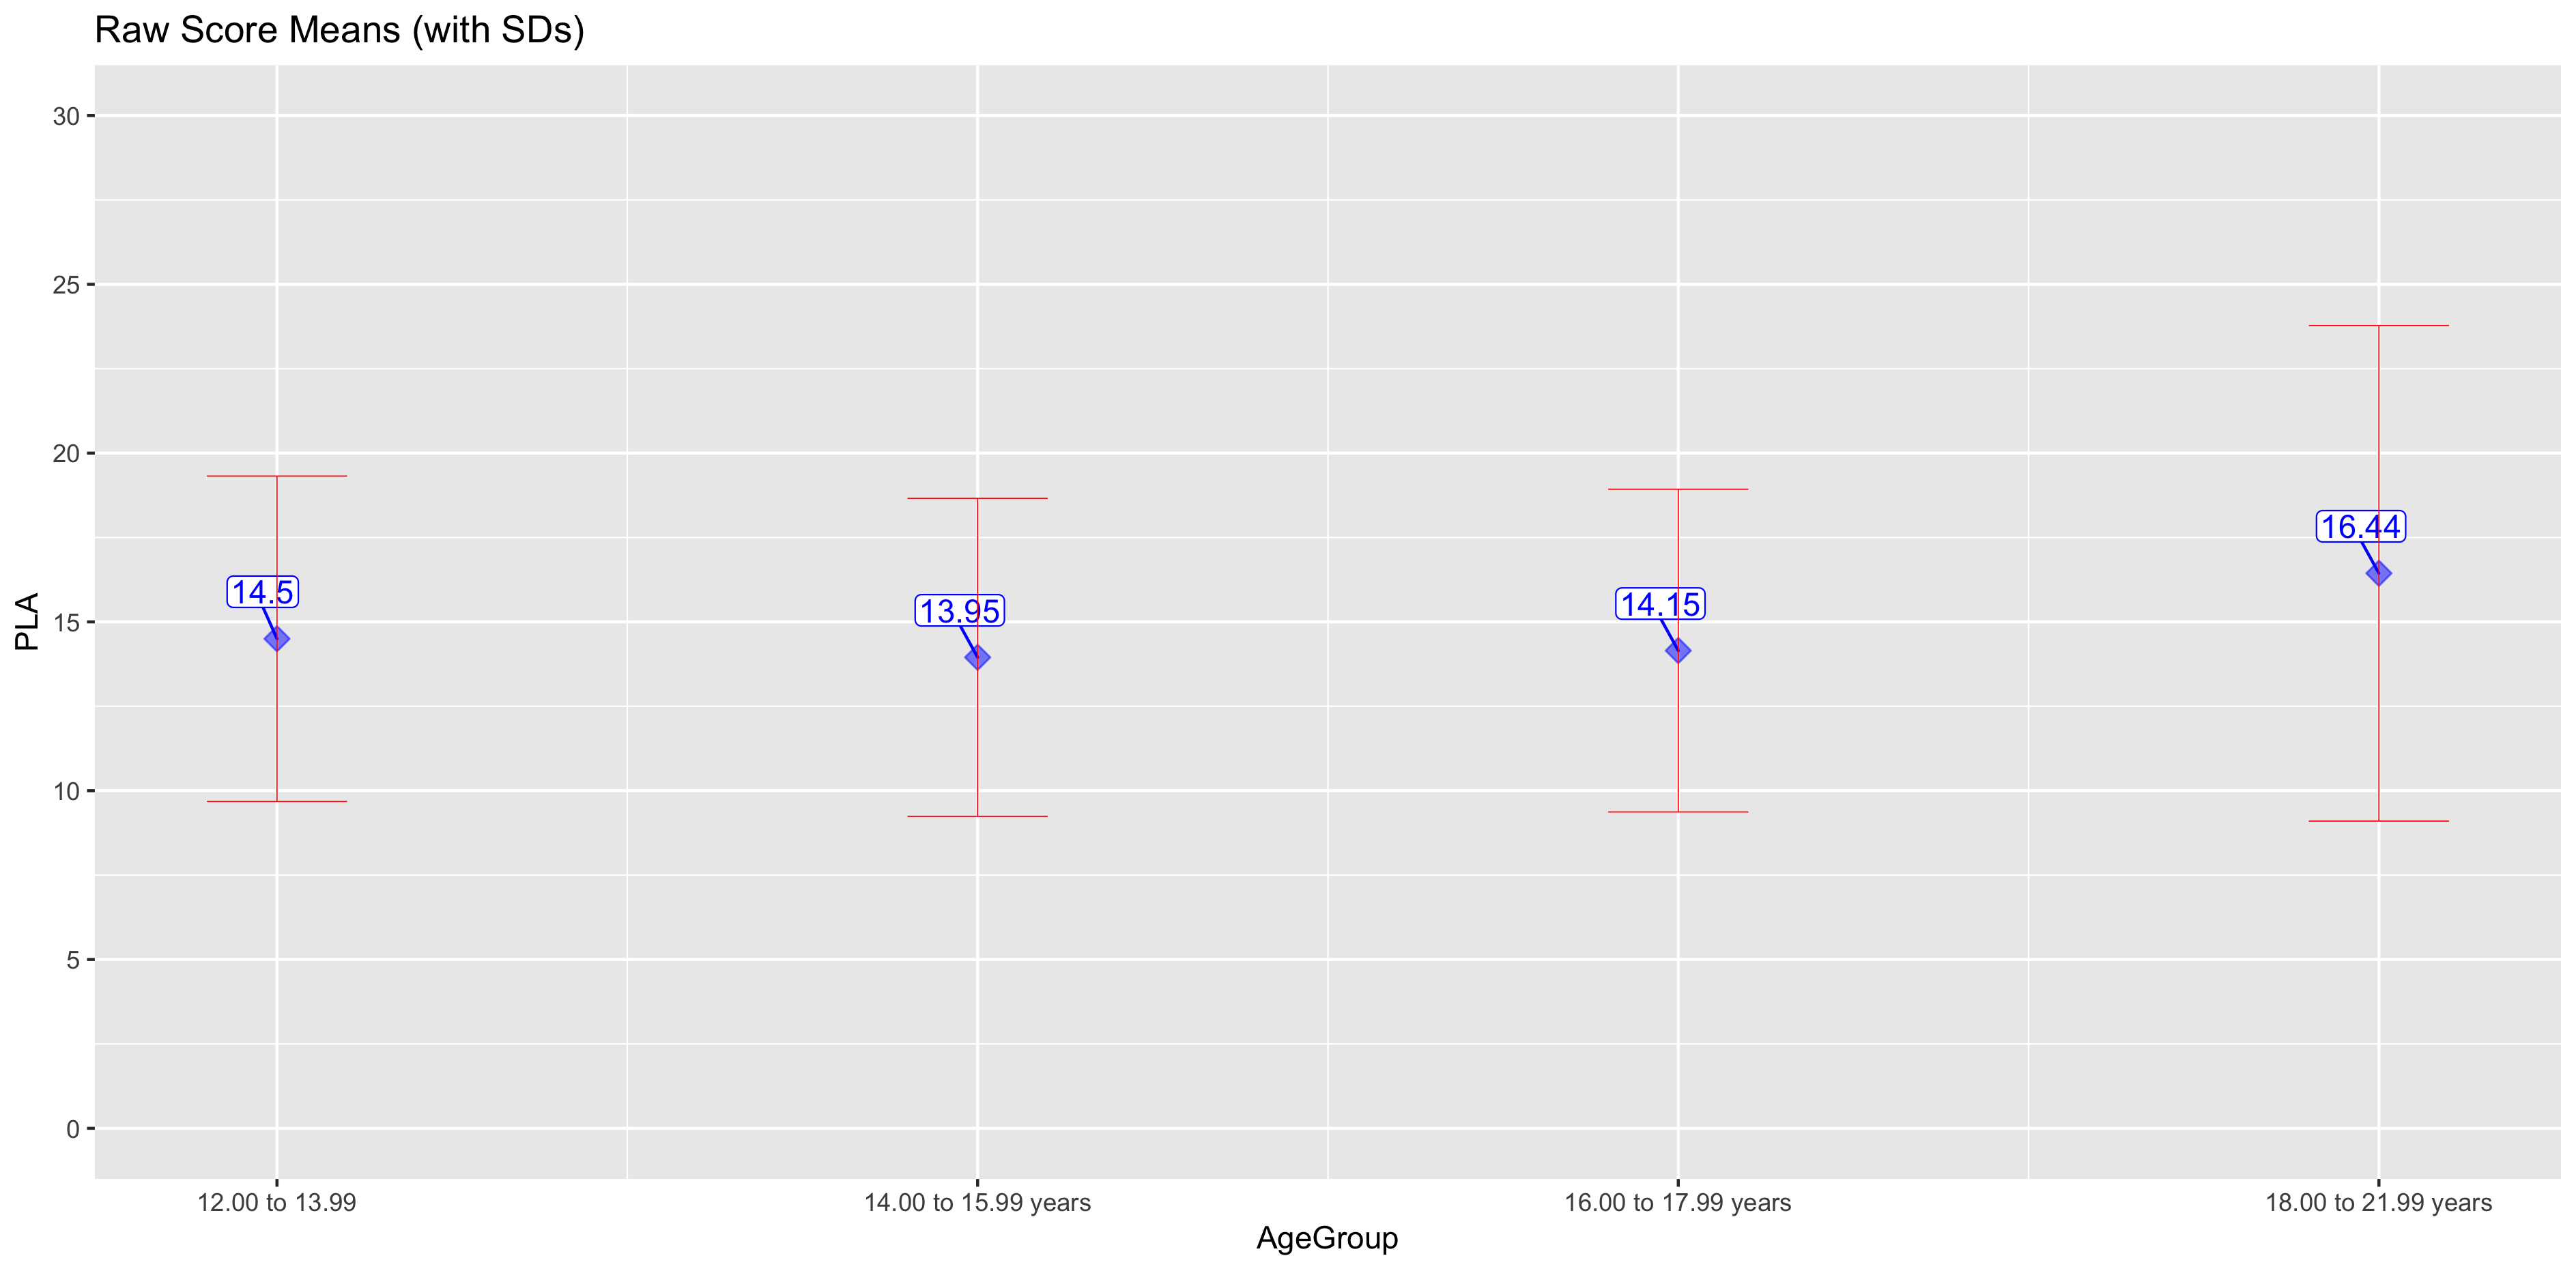 Raw Score Means (with SDs)
30
25
20
15
10
5
0
PLA
14.5
13.95
14.15
16.44
12.00 to 13.99
14.00 to 15.99 years
16.00 to 17.99 years
18.00 to 21.99 years
AgeGroup